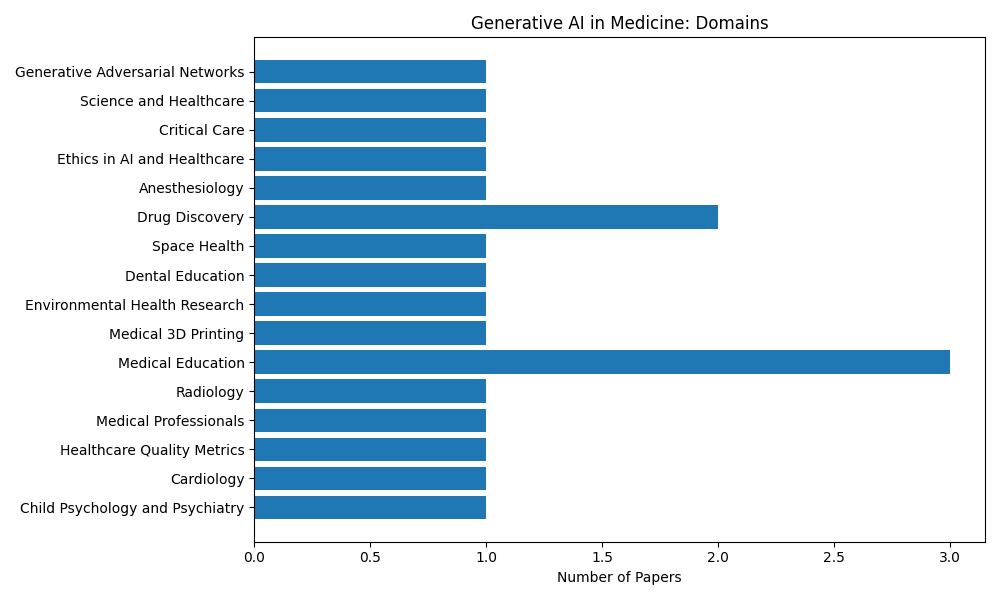 Generative AI in Medicine: Domains
Generative Adversarial Networks
Science and Healthcare
Critical Care
Ethics in AI and Healthcare
Anesthesiology
Drug Discovery
Space Health
Dental Education
Environmental Health Research
Medical 3D Printing
Medical Education
Radiology
Medical Professionals
Healthcare Quality Metrics
Cardiology
Child Psychology and Psychiatry
0.0 0.5 1.0 1.5 2.0 2.5 3.0
Number of Papers